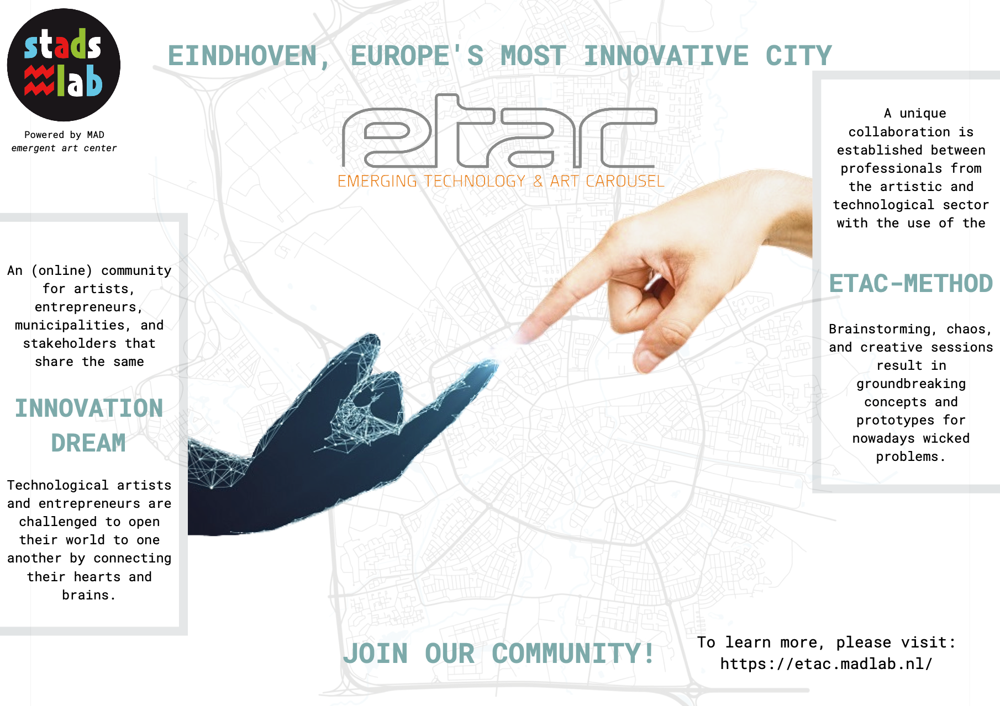 stads
lab
Powered by MAD
emergent art center
EINDHOVEN, EUROPE'S MOST INNOVATIVE CITY
etac
EMERGING TECHNOLOGY & ART CAROUSEL
An (online) community
for artists,
entrepreneurs,
municipalities, and
stakeholders that
share the same
INNOVATION
DREAM
Technological artists
and entrepreneurs are
challenged to open
their world to one
another by connecting
their hearts and
brains.
A unique
collaboration is
established between
professionals from
the artistic and
technological sector
with the use of the
ETAC-METHOD
Brainstorming, chaos,
and creative sessions
result in
groundbreaking
concepts and
prototypes for
nowadays wicked
problems.
JOIN OUR COMMUNITY!
To learn more, please visit:
https://etac.madlab.nl/